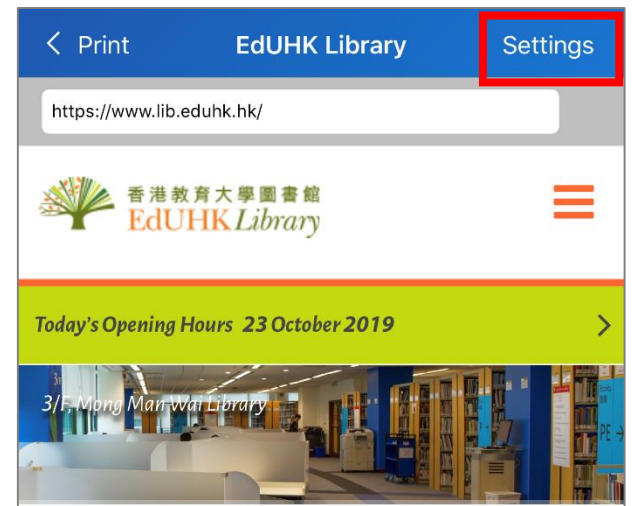 Print
EdUHK Library
Settings
https://www.lib.eduhk.hk/
香港教育大學圖書館
EdUHK Library
Today's Opening Hours 23 October 2019
3/F, Mong Man Wai Library
PE